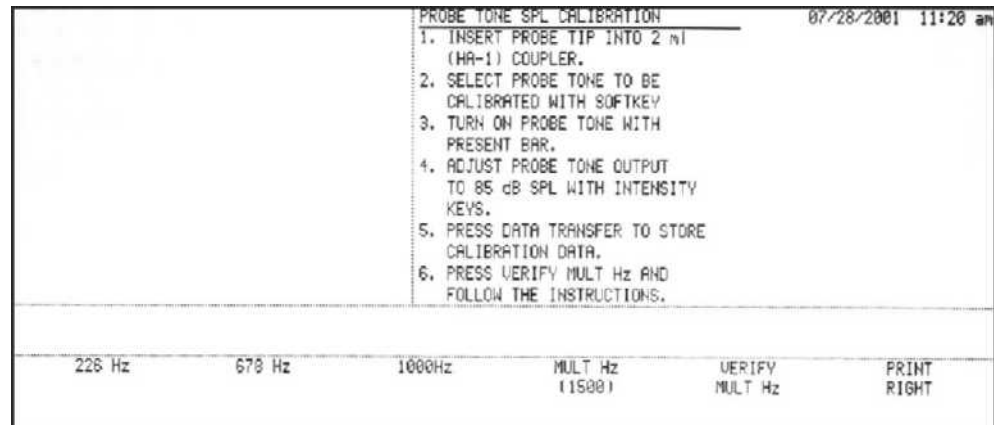 PROBE TONE SPL CALIBRATION 07/28/2001 11:20 am
1. INSERT PROBE TIP INTO 2 ml
(HA-1) COUPLER.
2. SELECT PROBE TONE TO BE
CALIBRATED WITH SOFTKEY
3. TURN ON PROBE TONE WITH
PRESENT BAR.
4. ADJUST PROBE TONE OUTPUT
TO 85 dB SPL WITH INTENSITY
KEYS.
5. PRESS DATA TRANSFER TO STORE
CALIBRATION DATA.
6. PRESS VERIFY MULT Hz AND
FOLLOW THE INSTRUCTIONS.
226 Hz 678 Hz 1000Hz MULT Hz VERIFY PRINT
(1500) MULT Hz RIGHT